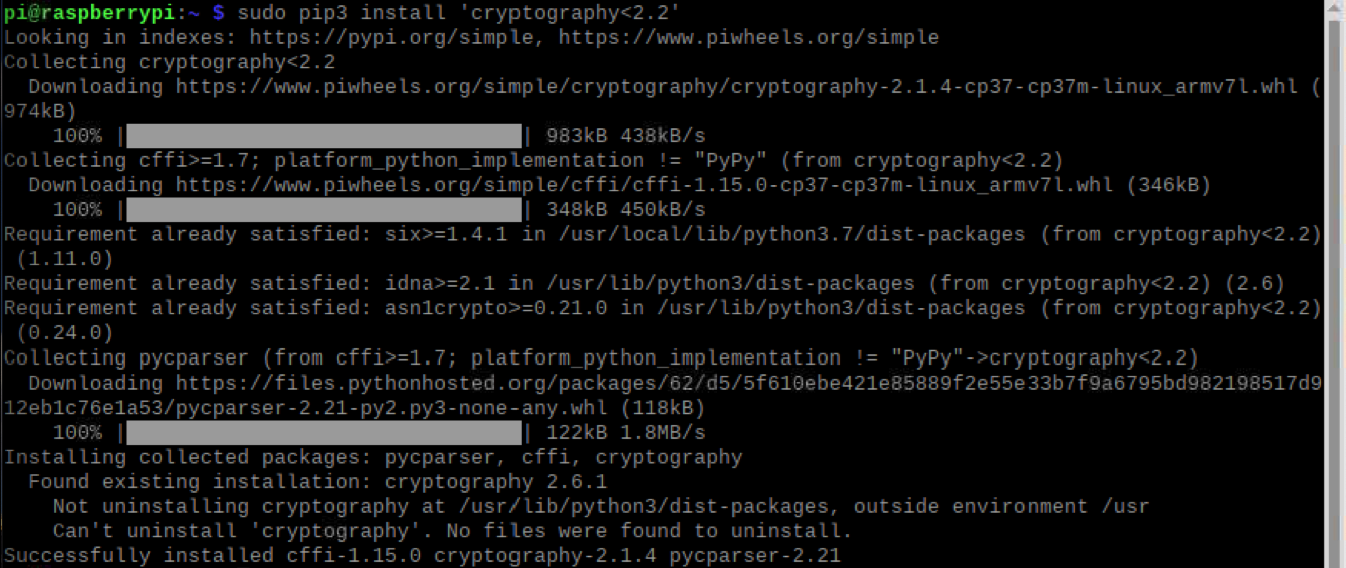 pi@raspberrypi:~ $ sudo pip3 install 'cryptography<2.2'
Looking in indexes: https://pypi.org/simple, https://www.piwheels.org/simple
Collecting cryptography<2.2
  Downloading https://www.piwheels.org/simple/cryptography/cryptography-2.1.4-cp37-cp37m-linux_armv7l.whl (
974kB)
    100% |████████████████████████████████| 983kB 438kB/s
Collecting cffi>=1.7; platform_python_implementation != "PyPy" (from cryptography<2.2)
  Downloading https://www.piwheels.org/simple/cffi/cffi-1.15.0-cp37-cp37m-linux_armv7l.whl (346kB)
    100% |████████████████████████████████| 348kB 450kB/s
Requirement already satisfied: six>=1.4.1 in /usr/local/lib/python3.7/dist-packages (from cryptography<2.2)
 (1.11.0)
Requirement already satisfied: idna>=2.1 in /usr/lib/python3/dist-packages (from cryptography<2.2) (2.6)
Requirement already satisfied: asn1crypto>=0.21.0 in /usr/lib/python3/dist-packages (from cryptography<2.2)
 (0.24.0)
Collecting pycparser (from cffi>=1.7; platform_python_implementation != "PyPy"->cryptography<2.2)
  Downloading https://files.pythonhosted.org/packages/62/d5/5f610ebe421e85889f2e55e33b7f9a6795bd982198517d9
12eb1c76e1a53/pycparser-2.21-py2.py3-none-any.whl (118kB)
    100% |████████████████████████████████| 122kB 1.8MB/s
Installing collected packages: pycparser, cffi, cryptography
  Found existing installation: cryptography 2.6.1
    Not uninstalling cryptography at /usr/lib/python3/dist-packages, outside environment /usr
    Can't uninstall 'cryptography'. No files were found to uninstall.
Successfully installed cffi-1.15.0 cryptography-2.1.4 pycparser-2.21